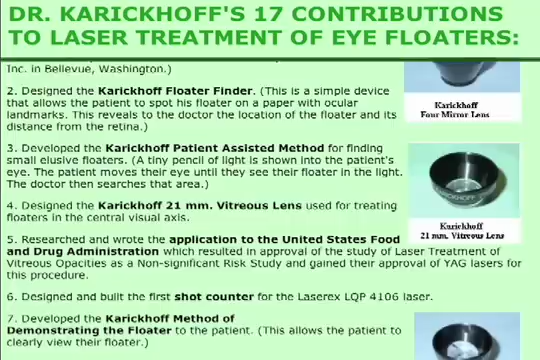 DR. KARICKHOFF'S 17 CONTRIBUTIONS
TO LASER TREATMENT OF EYE FLOATERS:
Inc. in Bellevue, Washington.)
2. Designed the Karickhoff Floater Finder. (This is a simple device
that allows the patient to spot his floater on a paper with ocular
landmarks. This reveals to the doctor the location of the floater and its
distance from the retina.)
Karickhoff
Four Mirror Lens
3. Developed the Karickhoff Patient Assisted Method for finding
small elusive floaters. (A tiny pencil of light is shown into the patient's
eye. The patient moves their eye until they see their floater in the light.
The doctor then searches that area.)
4. Designed the Karickhoff 21 mm. Vitreous Lens used for treating
floaters in the central visual axis.
Karickhoff
21 mm. Vitreous Lens
5. Researched and wrote the application to the United States Food
and Drug Administration which resulted in approval of the study of Laser Treatment of
Vitreous Opacities as a Non-significant Risk Study and gained their approval of YAG lasers for
this procedure.
6. Designed and built the first shot counter for the Laserex LQP 4106 laser.
7. Developed the Karickhoff Method of
Demonstrating the Floater to the patient. (This allows the patient to
clearly view their floater.)